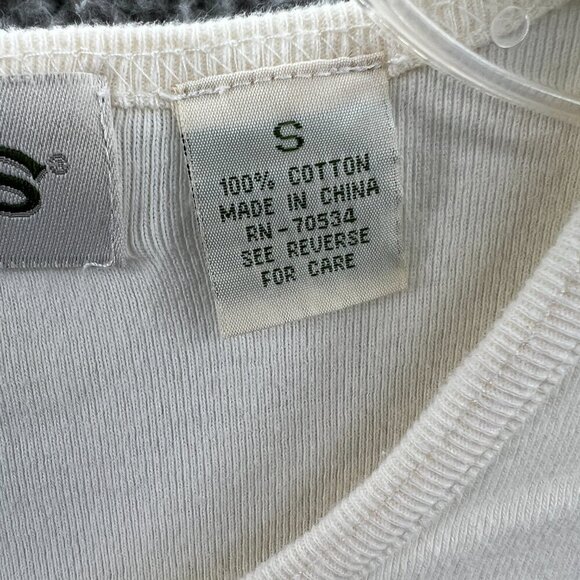 S®
S
100% COTTON
MADE IN CHINA
RN-70534
SEE REVERSE
FOR CARE